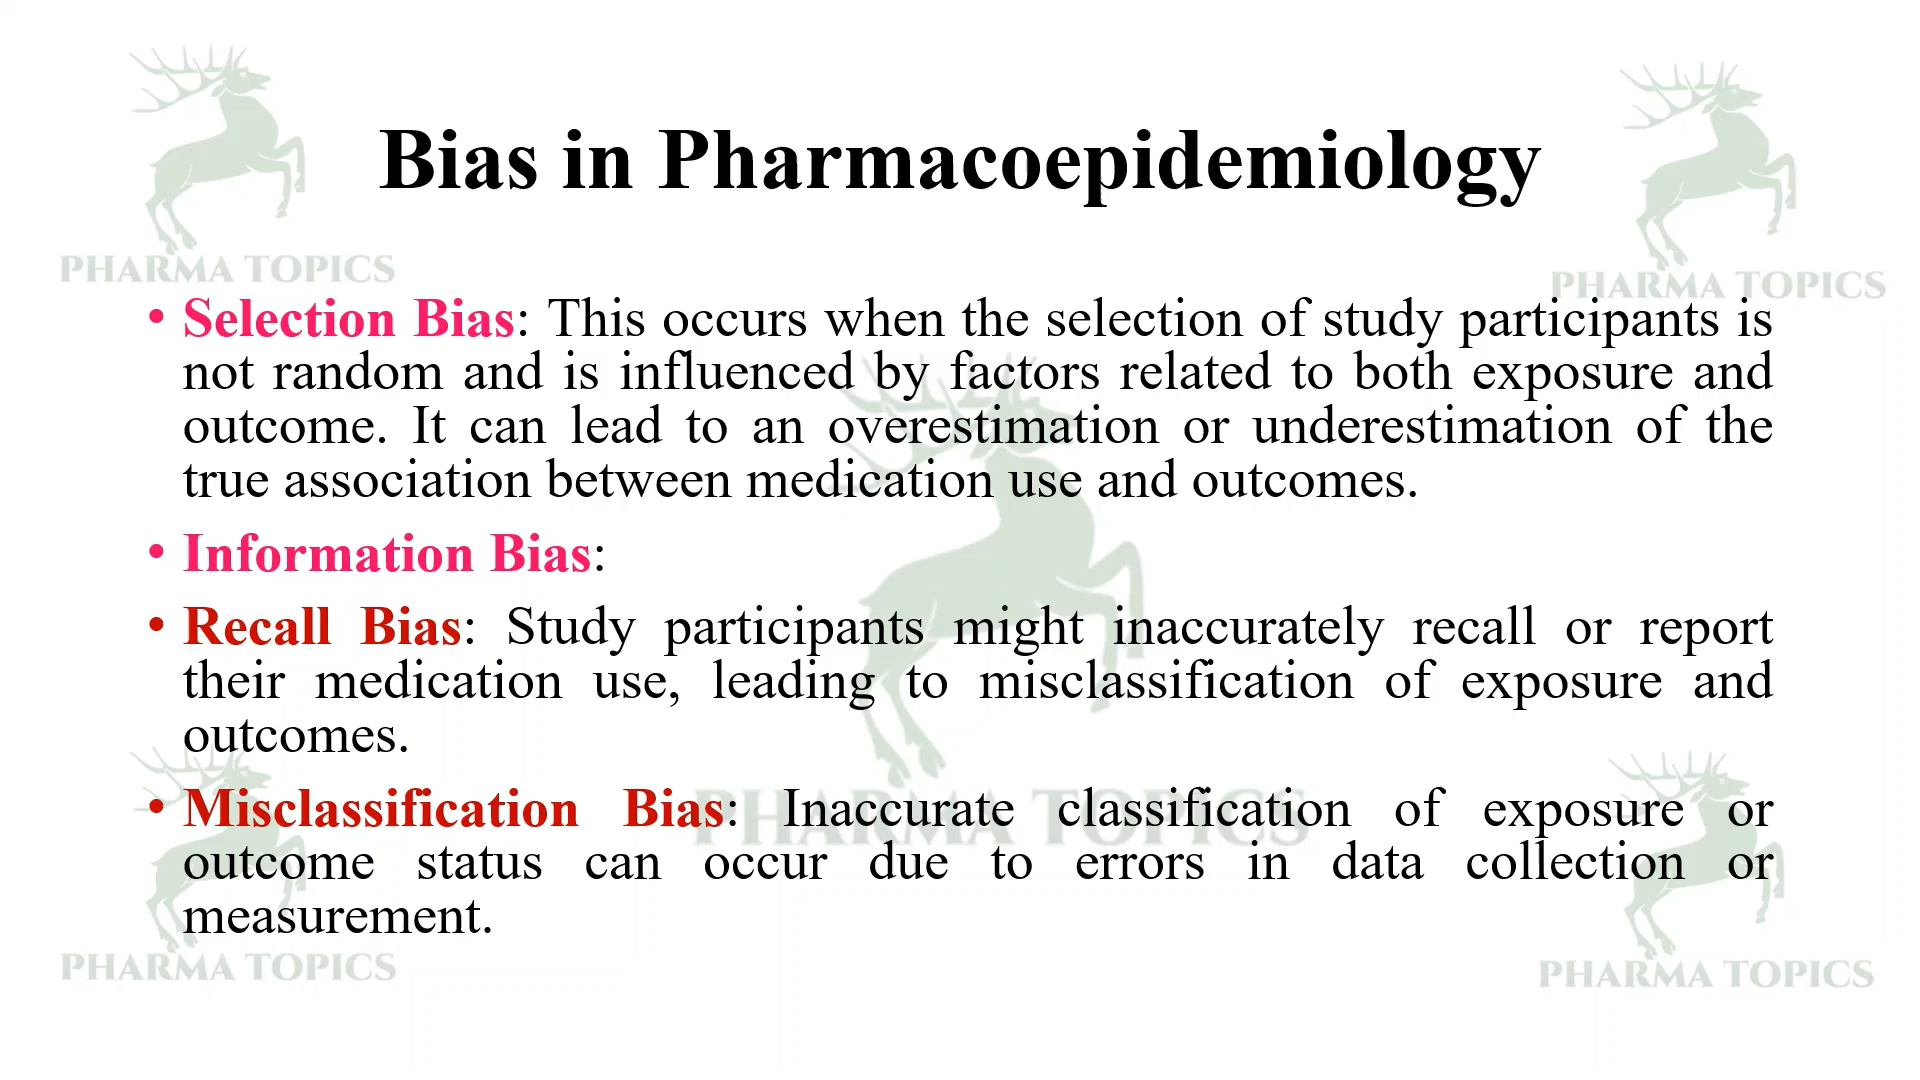 Bias in Pharmacoepidemiology
PHARMA TOPICS
PHARMA TOPICS
• Selection Bias: This occurs when the selection of study participants is
not random and is influenced by factors related to both exposure and
outcome. It can lead to an overestimation or underestimation of the
true association between medication use and outcomes.
• Information Bias:
• Recall Bias: Study participants might inaccurately recall or report
their medication use, leading to misclassification of exposure and
outcomes.
• Misclassification Bias: Inaccurate classification of exposure or
outcome status can occur due to errors in data collection or
measurement.
PHARMA TOPICS
PHARMA TOPICS
PHARMA TOPICS